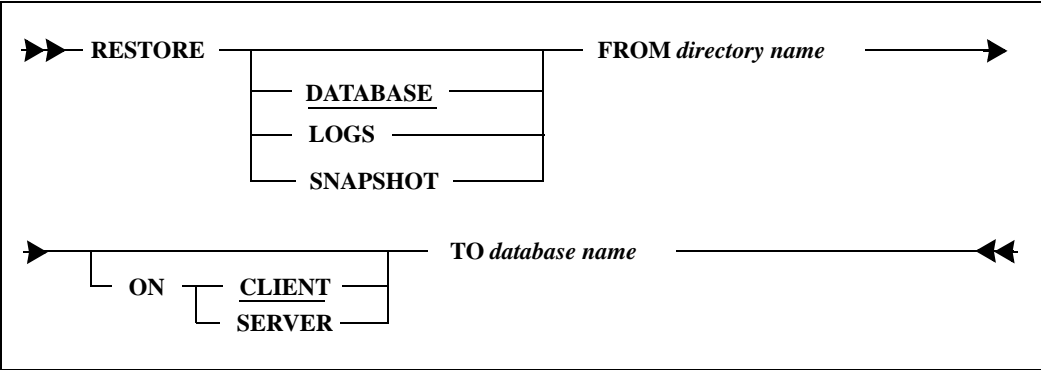 RESTORE FROM directory name
DATABASE
LOGS
SNAPSHOT
TO database name
ON CLIENT
SERVER